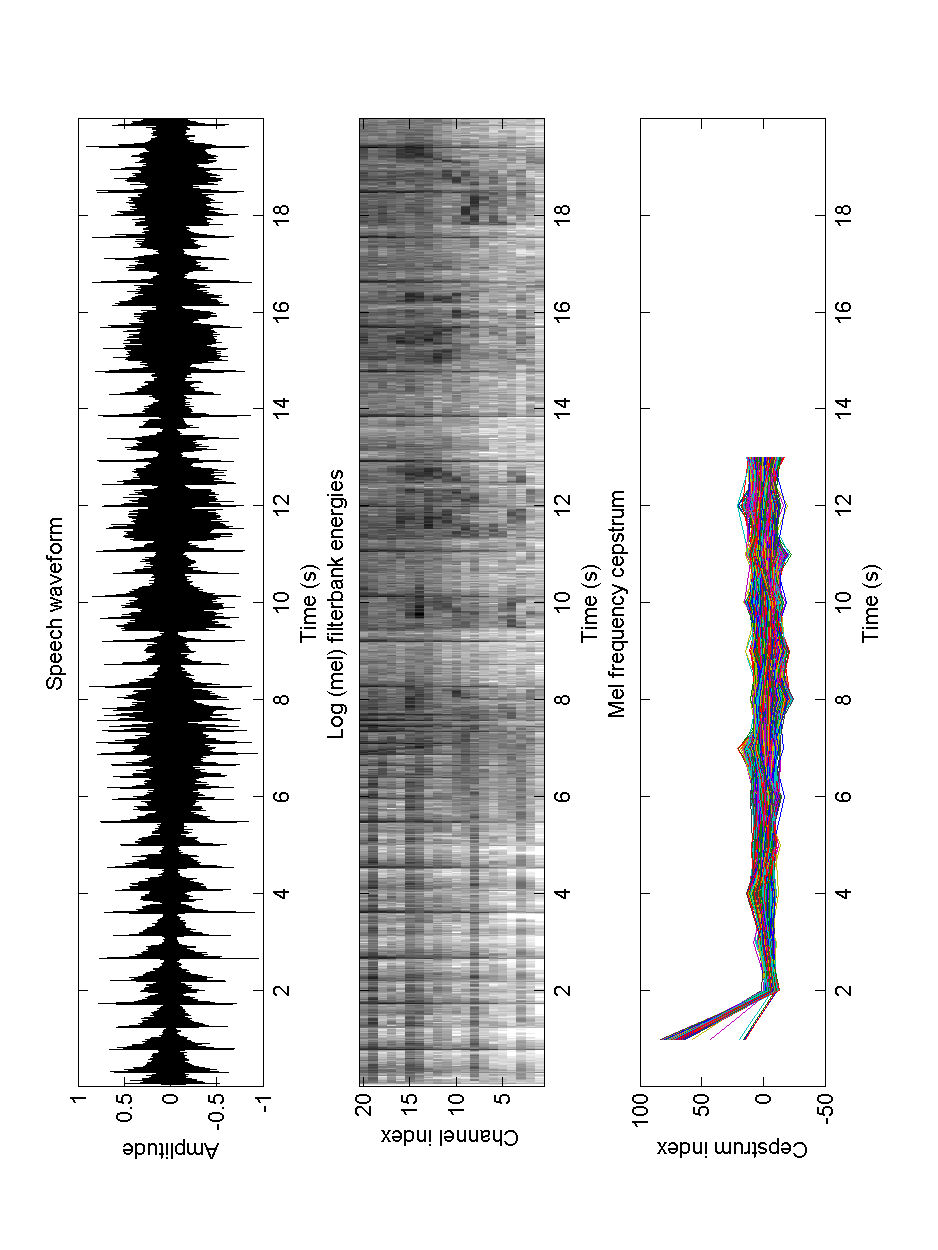 Speech waveform
1
0.5
0
-0.5
-1
Amplitude
2 4 6 8 10 12 14 16 18
Time (s)
Log (mel) filterbank energies
20
15
10
5
Channel index
2 4 6 8 10 12 14 16 18
Time (s)
Mel frequency cepstrum
100
50
0
-50
Cepstrum index
2 4 6 8 10 12 14 16 18
Time (s)